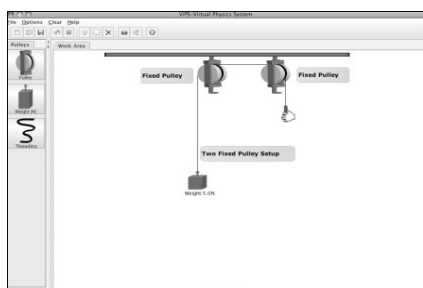 ViPS-Virtual Physics System
File Options Clear Help
Pulleys
Work Area
Pulley
Weight (N)
Threading
Fixed Pulley
Fixed Pulley
Two Fixed Pulley Setup
Weight 5.0N